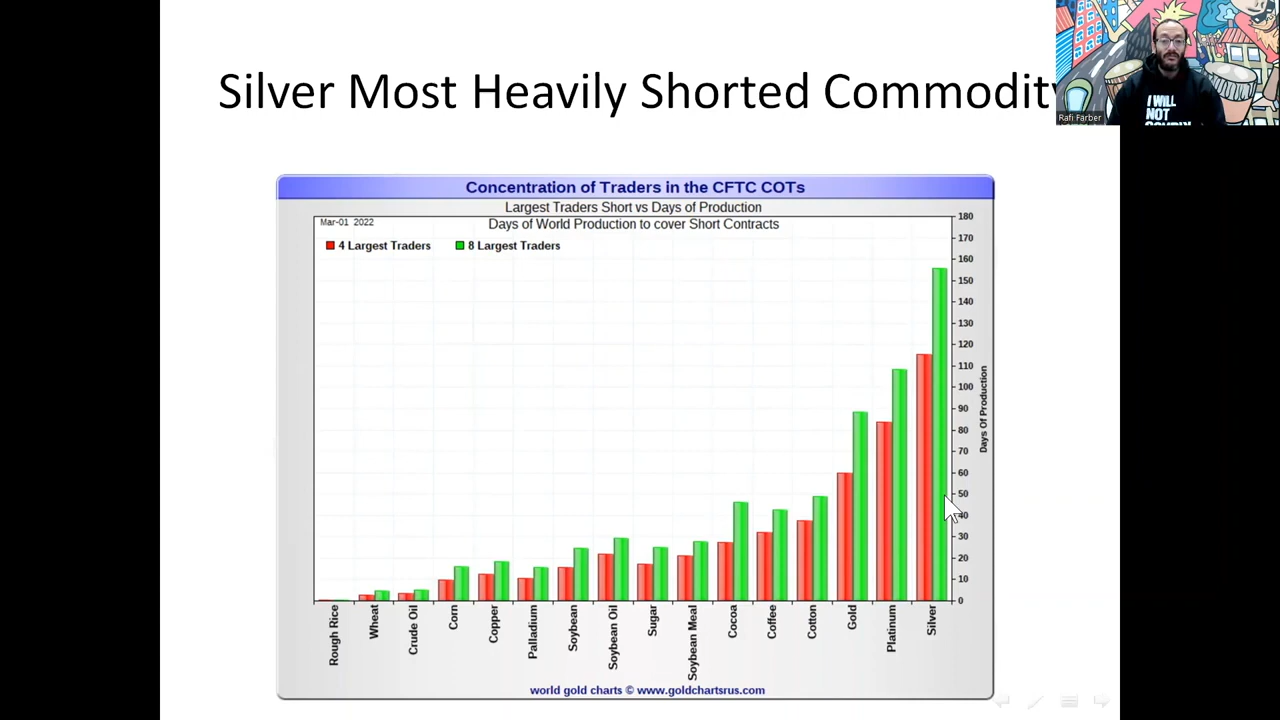 Silver Most Heavily Shorted Commodity
I WILL
NOT
COMPLY
Rafi Farber
Concentration of Traders in the CFTC COTs
Largest Traders Short vs Days of Production
Mar-01 2022
Days of World Production to cover Short Contracts
4 Largest Traders
8 Largest Traders
180
170
160
150
140
130
120
110
100
90
80
70
60
50
40
30
20
10
0
Days Of Production
Rough Rice
Wheat
Crude Oil
Corn
Copper
Palladium
Soybean
Soybean Oil
Sugar
Soybean Meal
Cocoa
Coffee
Cotton
Gold
Platinum
Silver
world gold charts © www.goldchartsrus.com